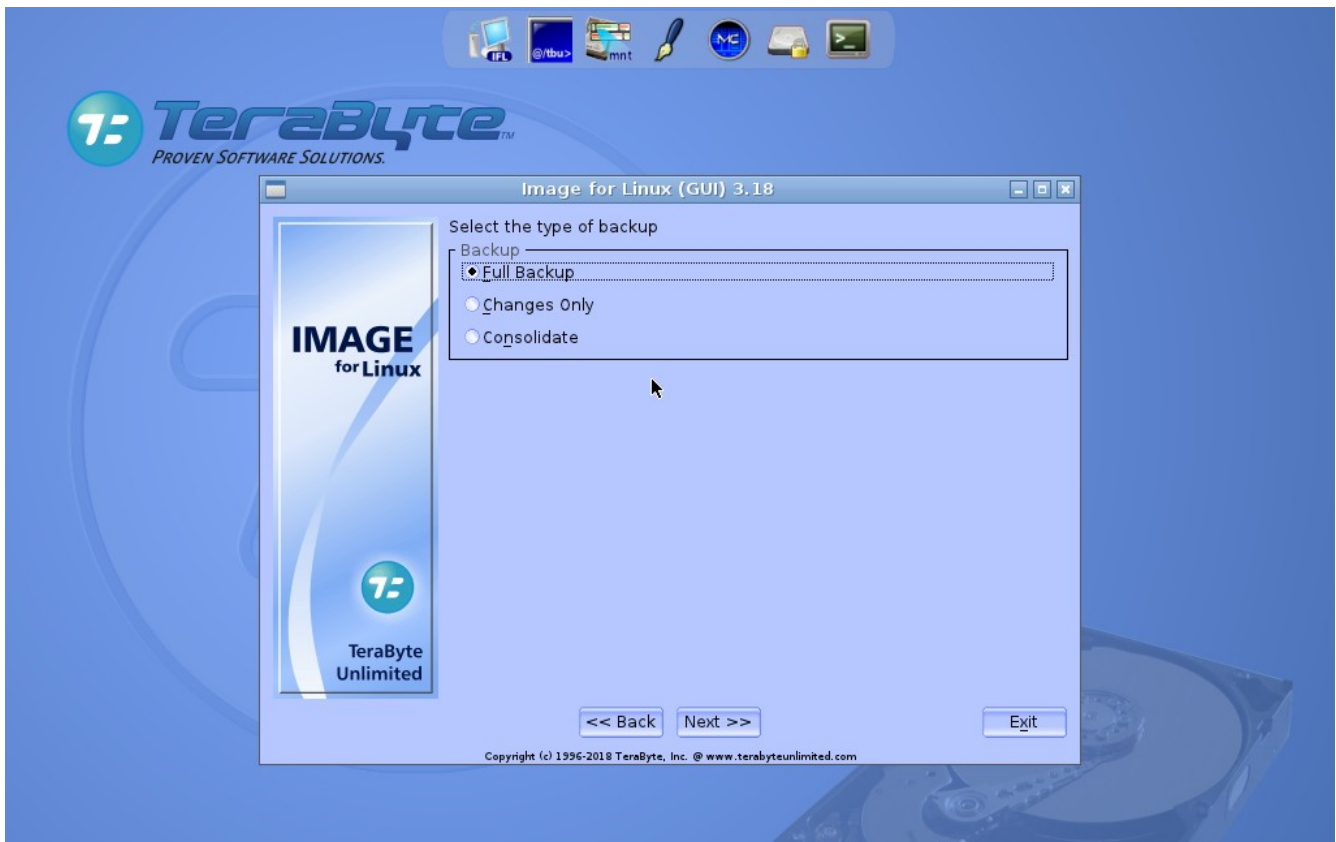 IFL
@/tbu>
mnt
MC
>_
TeraByte™
PROVEN SOFTWARE SOLUTIONS.
Image for Linux (GUI) 3.18
Select the type of backup
Backup
Full Backup
Changes Only
Consolidate
IMAGE
for Linux
TeraByte
Unlimited
<< Back
Next >>
Exit
Copyright (c) 1996-2018 TeraByte, Inc. @ www.terabyteunlimited.com